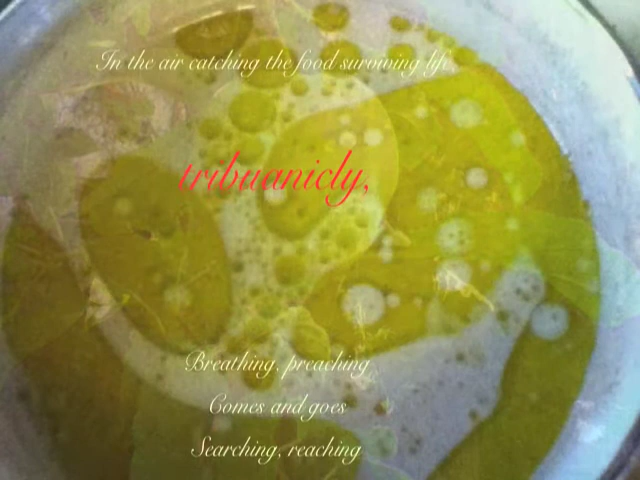 In the air catching the food surviving life
tribuanicly,
Breathing, preaching
Comes and goes
Searching, reaching